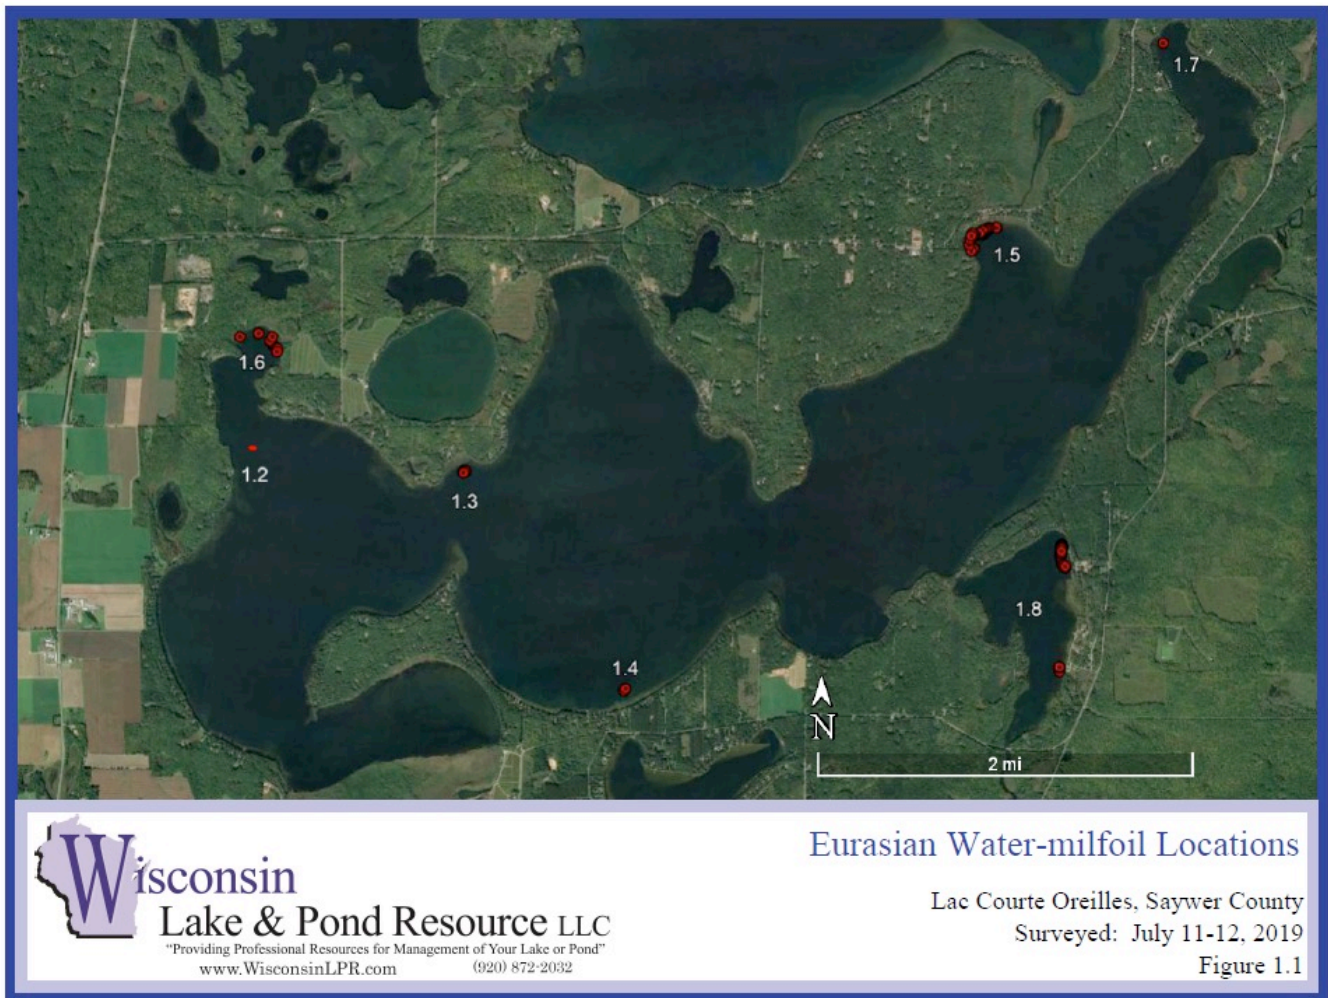 1.7
1.5
1.6
1.2
1.3
1.8
1.4
N
2 mi
Wisconsin
Lake & Pond Resource LLC
"Providing Professional Resources for Management of Your Lake or Pond"
www.WisconsinLPR.com (920) 872-2032
Eurasian Water-milfoil Locations
Lac Courte Oreilles, Saywer County
Surveyed: July 11-12, 2019
Figure 1.1